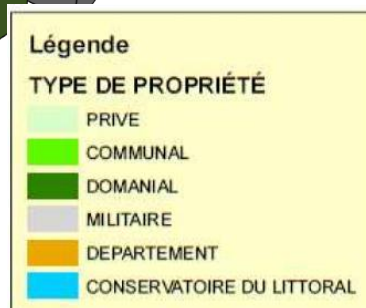 Légende
TYPE DE PROPRIÉTÉ
PRIVE
COMMUNAL
DOMANIAL
MILITAIRE
DEPARTEMENT
CONSERVATOIRE DU LITTORAL